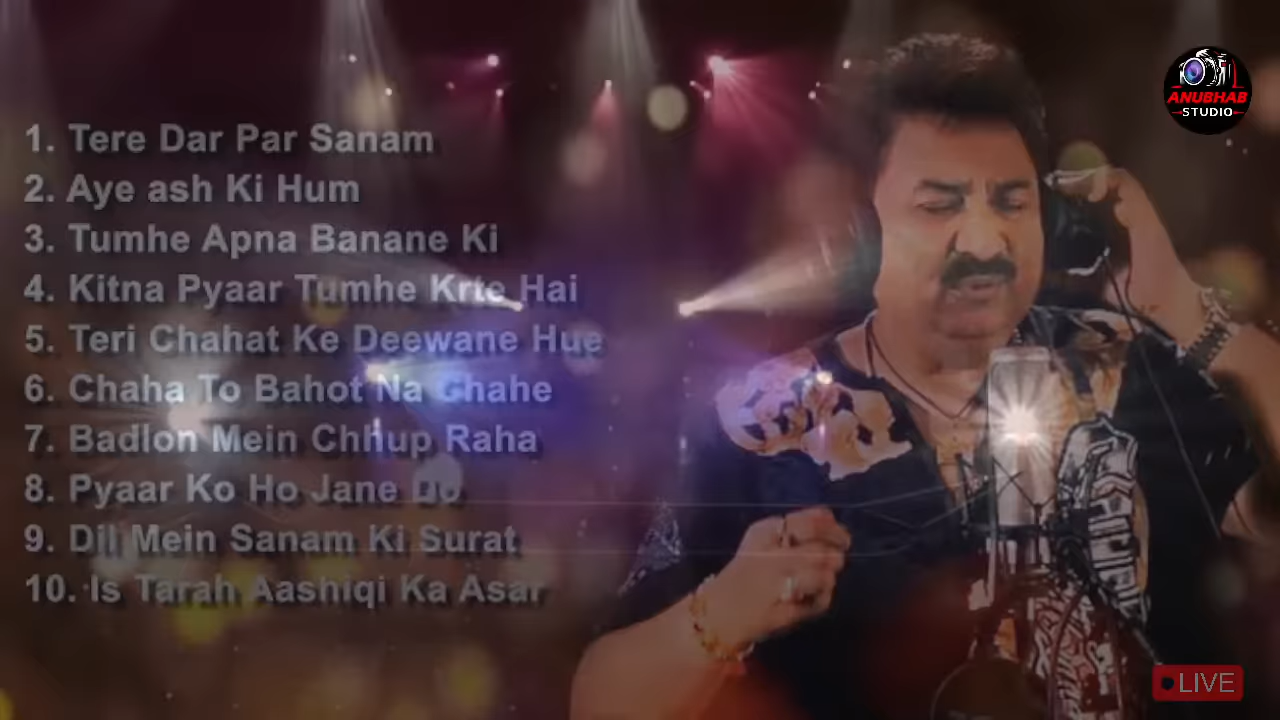 1. Tere Dar Par Sanam
2. Aye ash Ki Hum
3. Tumhe Apna Banane Ki
4. Kitna Pyaar Tumhe Krte Hai
5. Teri Chahat Ke Deewane Hue
6. Chaha To Bahot Na Chahe
7. Badlon Mein Chhup Raha
8. Pyaar Ko Ho Jane Do
9. Dil Mein Sanam Ki Surat
10. Is Tarah Aashiqi Ka Asar
ANUBHAB
STUDIO
LIVE